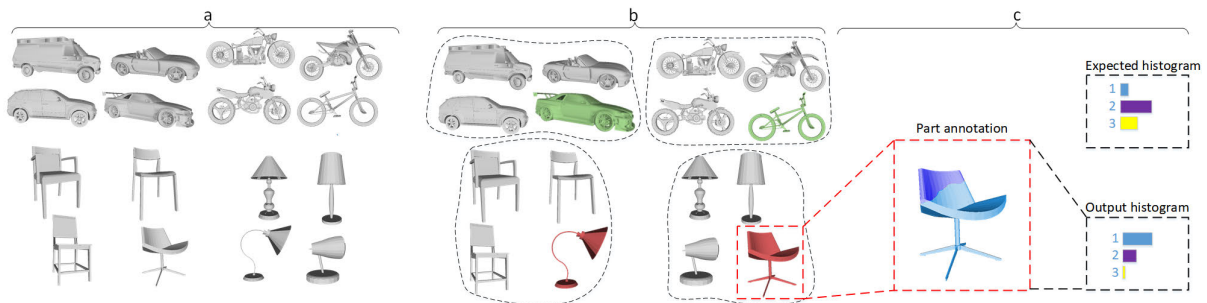 a
b
c
Expected histogram
1
2
3
Part annotation
Output histogram
1
2
3